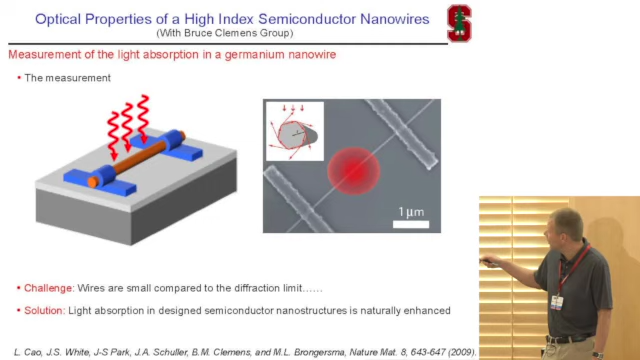 Optical Properties of a High Index Semiconductor Nanowires
(With Bruce Clemens Group)
Measurement of the light absorption in a germanium nanowire
• The measurement
1 μm
• Challenge: Wires are small compared to the diffraction limit……
• Solution: Light absorption in designed semiconductor nanostructures is naturally enhanced
L. Cao, J.S. White, J-S Park, J.A. Schuller, B.M. Clemens, and M.L. Brongersma, Nature Mat. 8, 643-647 (2009).